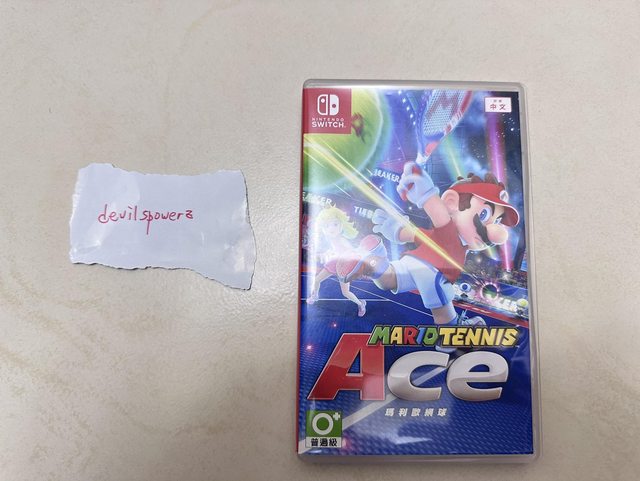 devilspowerz
NINTENDO
SWITCH
中文
MARIO TENNIS
Ace
瑪利歐網球
0+
普遍級